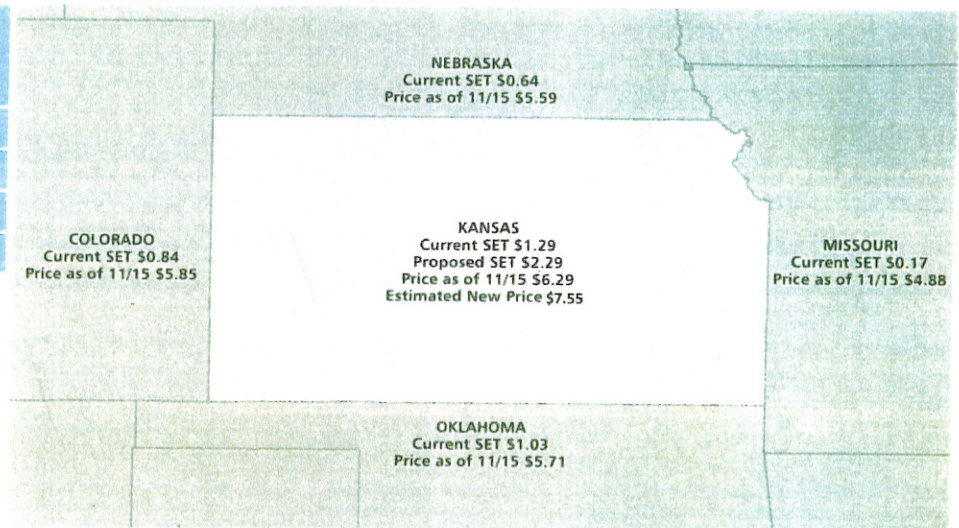 NEBRASKA
Current SET $0.64
Price as of 11/15 $5.59
COLORADO
Current SET $0.84
Price as of 11/15 $5.85
KANSAS
Current SET $1.29
Proposed SET $2.29
Price as of 11/15 $6.29
Estimated New Price $7.55
MISSOURI
Current SET $0.17
Price as of 11/15 $4.88
OKLAHOMA
Current SET $1.03
Price as of 11/15 $5.71